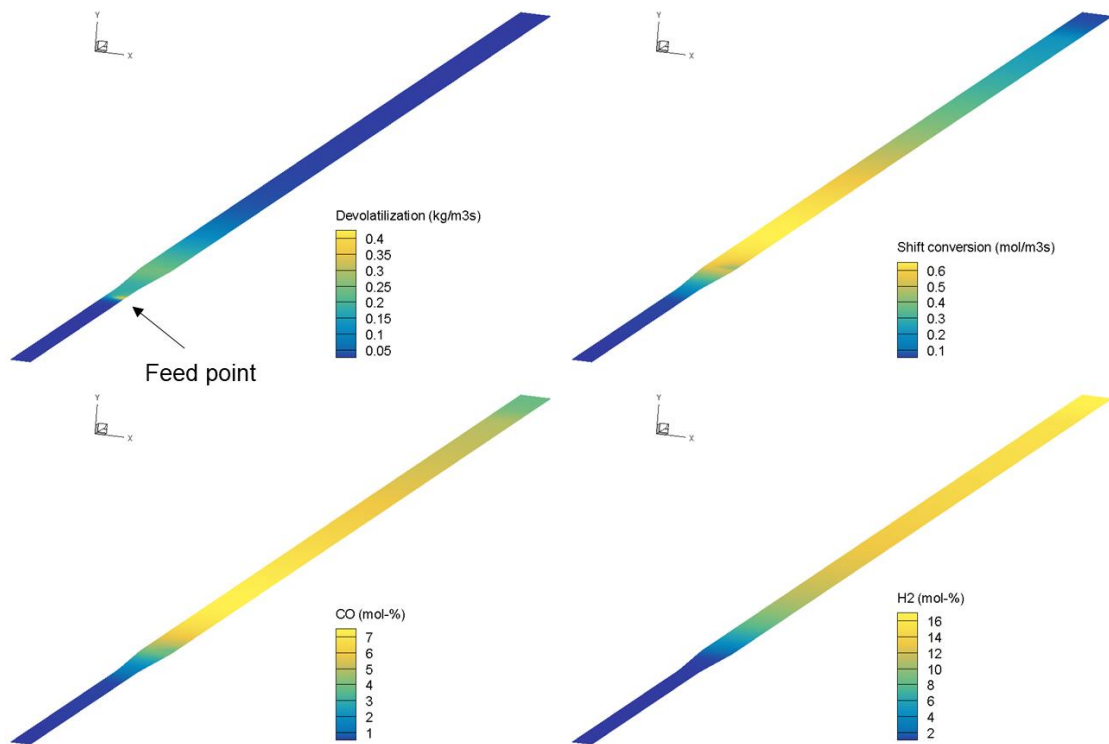 Y
X
Devolatilization (kg/m3s)
0.4
0.35
0.3
0.25
0.2
0.15
0.1
0.05
Feed point
Y
X
Shift conversion (mol/m3s)
0.6
0.5
0.4
0.3
0.2
0.1
Y
X
CO (mol-%)
7
6
5
4
3
2
1
Y
X
H2 (mol-%)
16
14
12
10
8
6
4
2